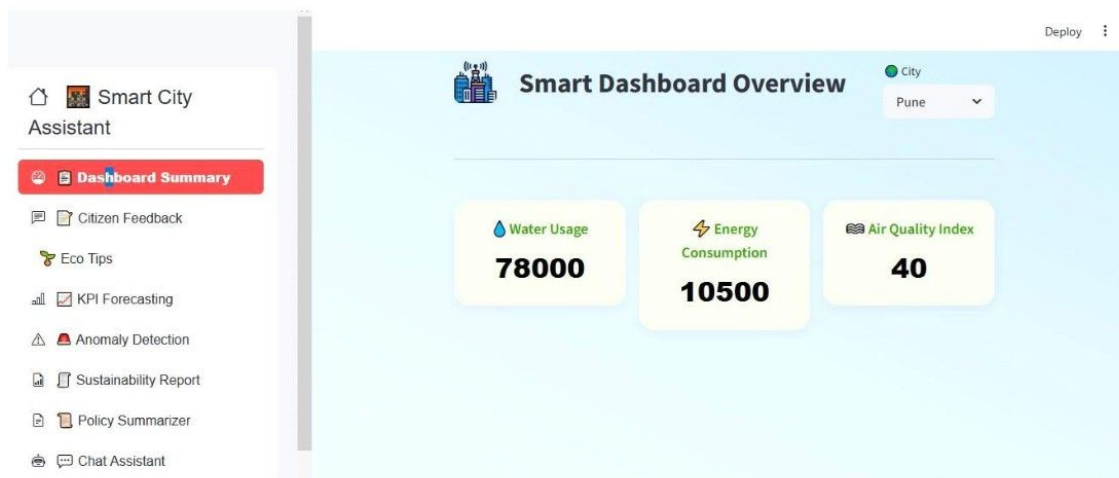 Deploy
Smart City
Assistant
Dashboard Summary
Citizen Feedback
Eco Tips
KPI Forecasting
Anomaly Detection
Sustainability Report
Policy Summarizer
Chat Assistant
Smart Dashboard Overview
City
Pune
Water Usage
78000
Energy
Consumption
10500
Air Quality Index
40